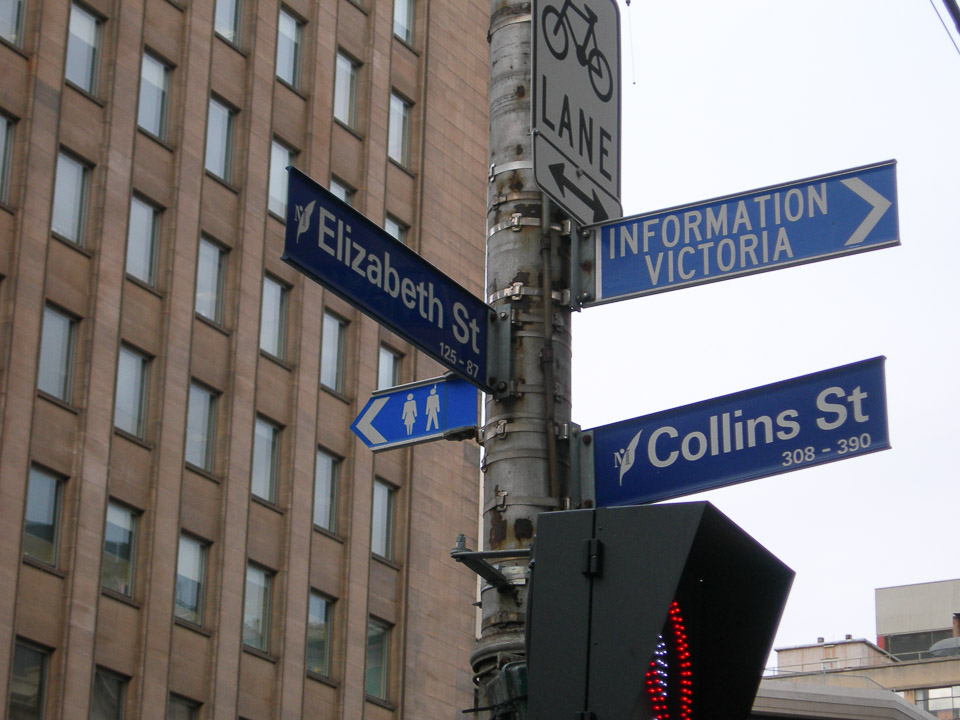 LANE
INFORMATION
VICTORIA
Elizabeth St
125 - 87
Collins St
308 - 390